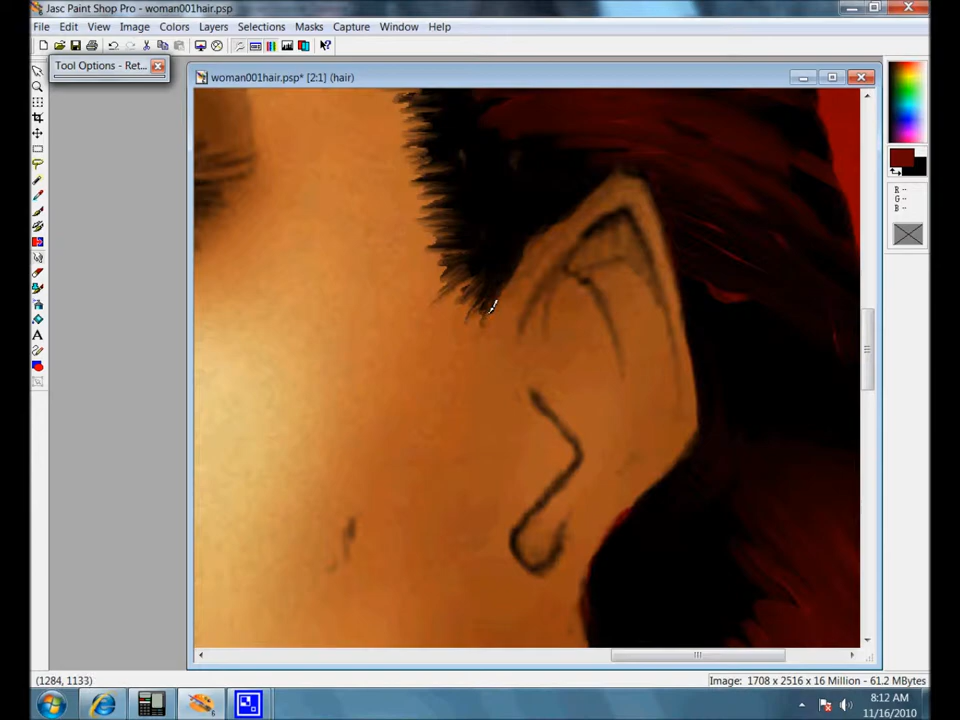 Jasc Paint Shop Pro - woman001hair.psp
File Edit View Image Colors Layers Selections Masks Capture Window Help
Tool Options - Ret...
woman001hair.psp* [2:1] (hair)
R: --
G: --
B: --
(1284, 1133)
Image: 1708 x 2516 x 16 Million - 61.2 MBytes
8:12 AM
11/16/2010